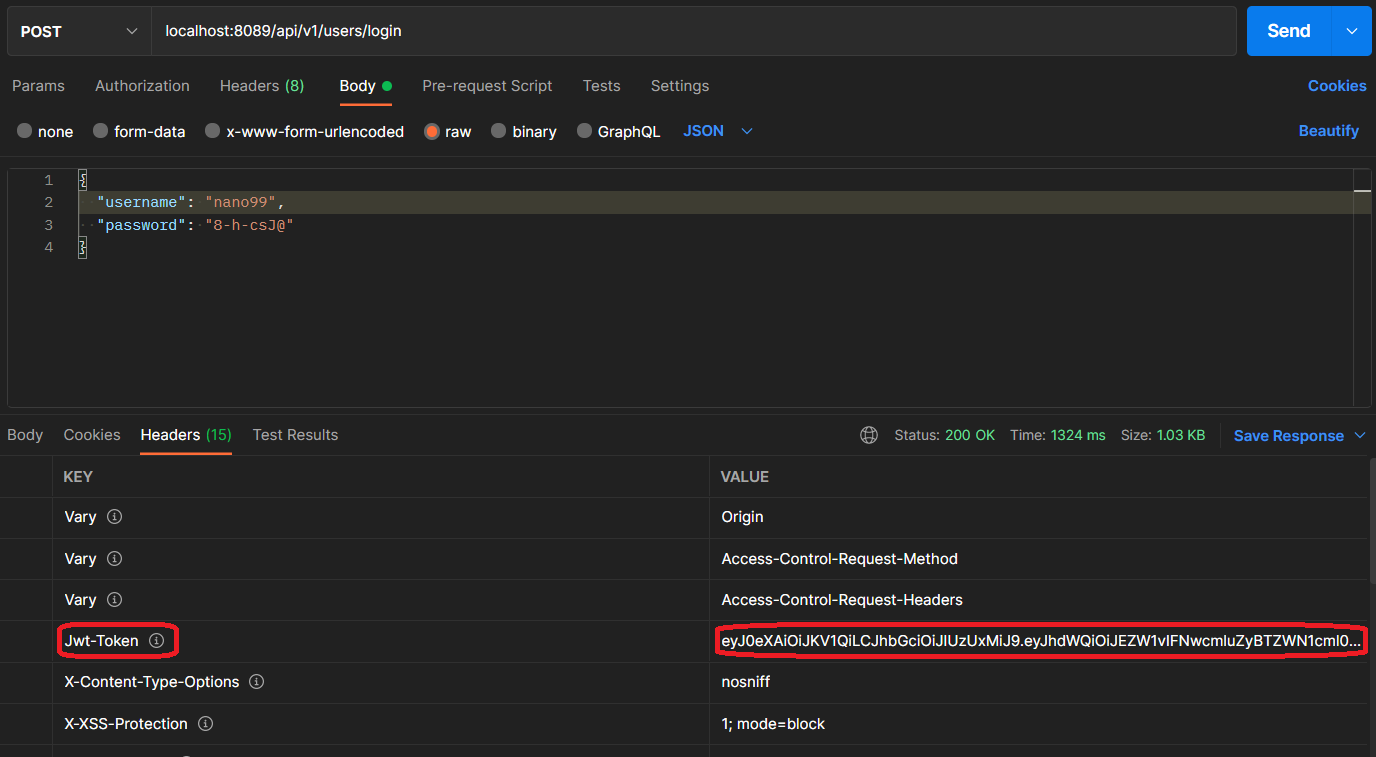 POST localhost:8089/api/v1/users/login Send
Params Authorization Headers (8) Body Pre-request Script Tests Settings Cookies
none form-data x-www-form-urlencoded raw binary GraphQL JSON Beautify
1 {
2 "username": "nano99",
3 "password": "8-h-csJ@"
4 }
Body Cookies Headers (15) Test Results Status: 200 OK Time: 1324 ms Size: 1.03 KB Save Response
KEY VALUE
Vary Origin
Vary Access-Control-Request-Method
Vary Access-Control-Request-Headers
Jwt-Token eyJ0eXAiOiJKV1QiLCJhbGciOiJIUzUxMiJ9.eyJhdWQiOiJEZW1vIFNwcmluZyBTZWN1cml0...
X-Content-Type-Options nosniff
X-XSS-Protection 1; mode=block